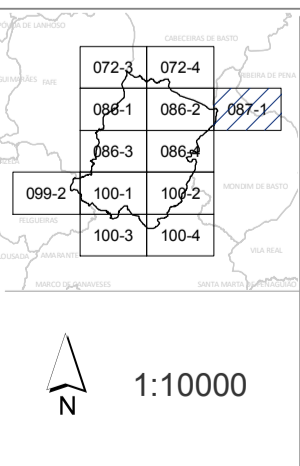 PÓVOA DE LANHOSO
CABECEIRAS DE BASTO
072-3 072-4
GUIMARÃES FAFE RIBEIRA DE PENA
086-1 086-2 087-1
086-3 086-4
MONDIM DE BASTO
099-2 100-1 100-2
FELGUEIRAS
100-3 100-4
VILA REAL
LOUSADA AMARANTE
MARCO DE CANAVESES SANTA MARTA DE PENAGUIÃO
N
1:10000